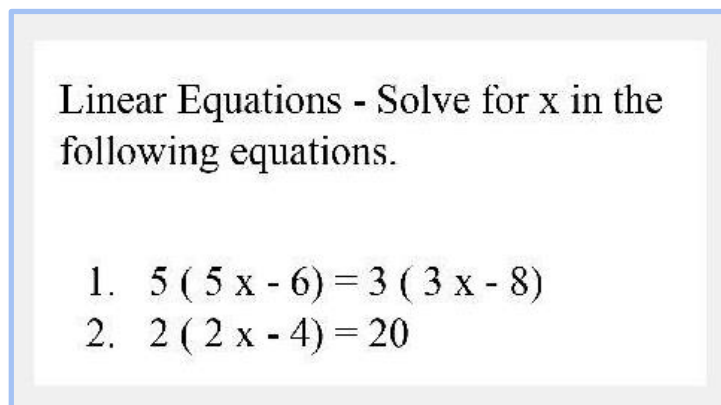 Linear Equations - Solve for x in the
following equations.
1. 5 ( 5 x - 6) = 3 ( 3 x - 8)
2. 2 ( 2 x - 4) = 20